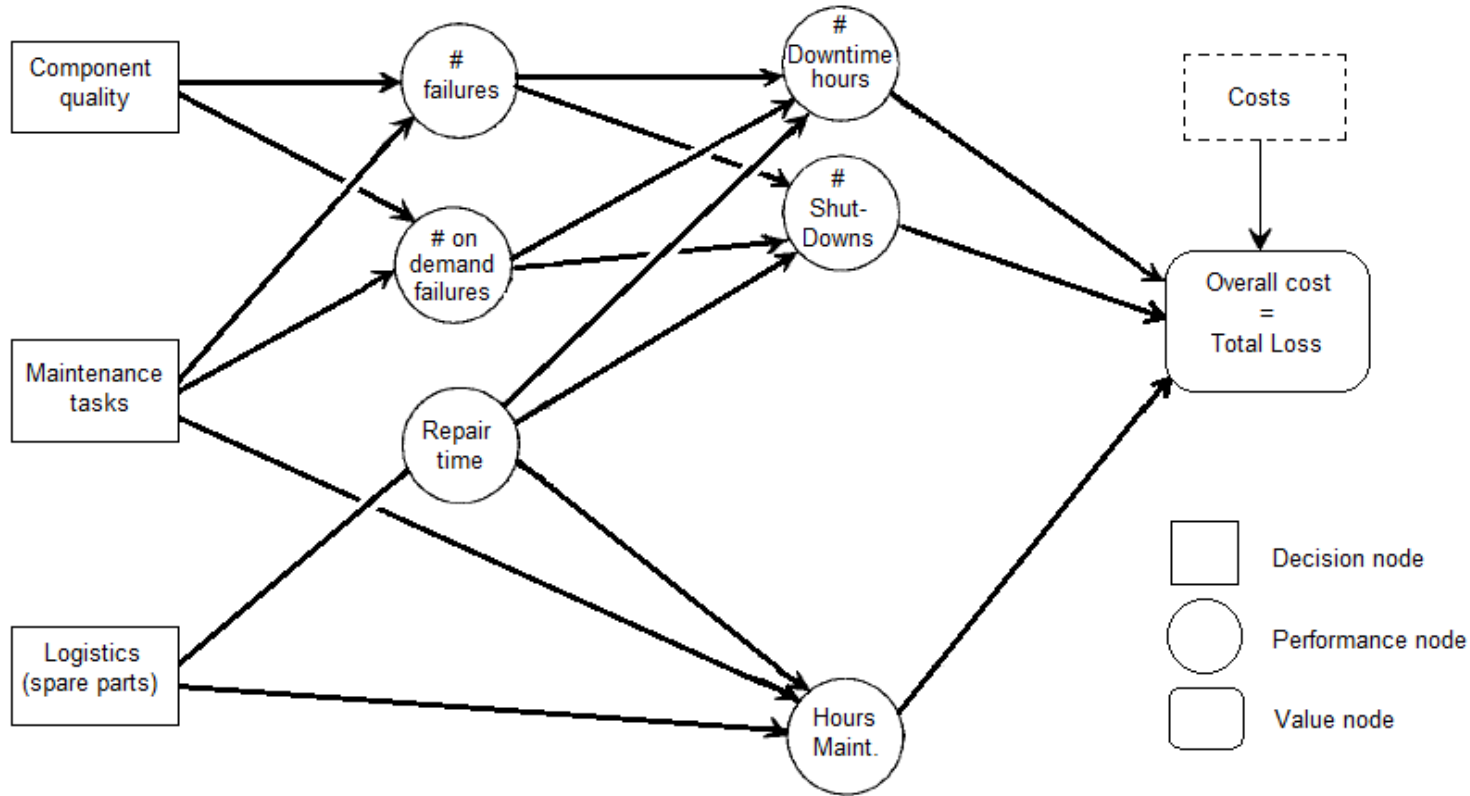 Component
quality
#
failures
#
Downtime
hours
Costs
#
Shut-
Downs
# on
demand
failures
Overall cost
=
Total Loss
Maintenance
tasks
Repair
time
Logistics
(spare parts)
Hours
Maint.
Decision node
Performance node
Value node